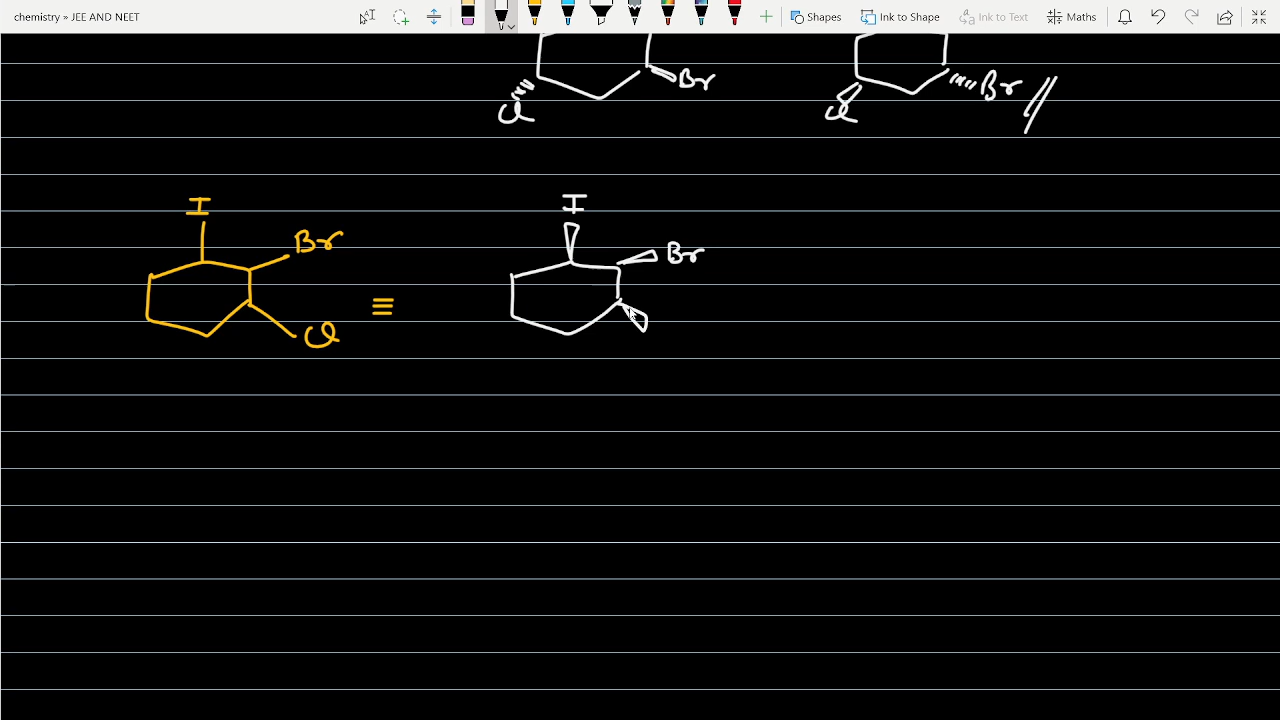 chemistry » JEE AND NEET
Shapes
Ink to Shape
Ink to Text
Maths
Br
Cl
Br
Cl
I
Br
Cl
≡
I
Br